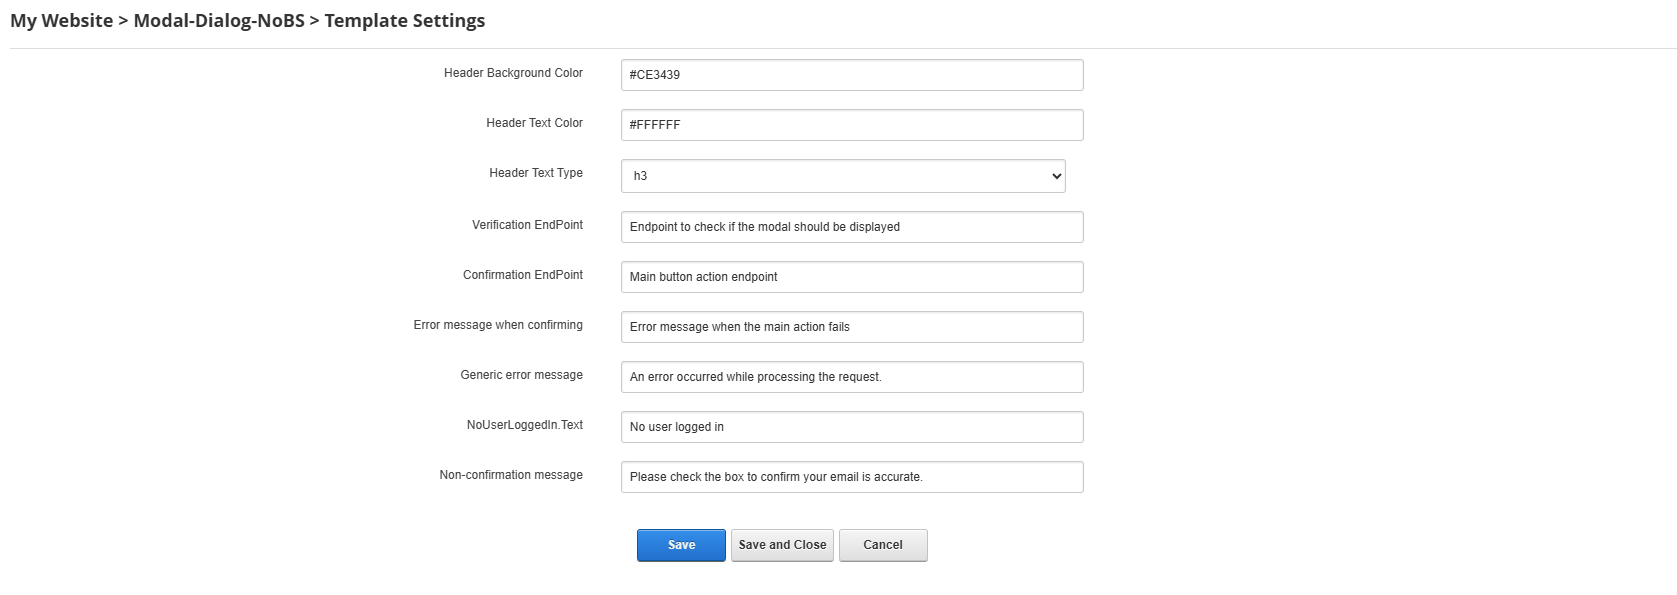 My Website > Modal-Dialog-NoBS > Template Settings
Header Background Color #CE3439
Header Text Color #FFFFFF
Header Text Type h3
Verification EndPoint Endpoint to check if the modal should be displayed
Confirmation EndPoint Main button action endpoint
Error message when confirming Error message when the main action fails
Generic error message An error occurred while processing the request.
NoUserLoggedIn.Text No user logged in
Non-confirmation message Please check the box to confirm your email is accurate.
Save Save and Close Cancel